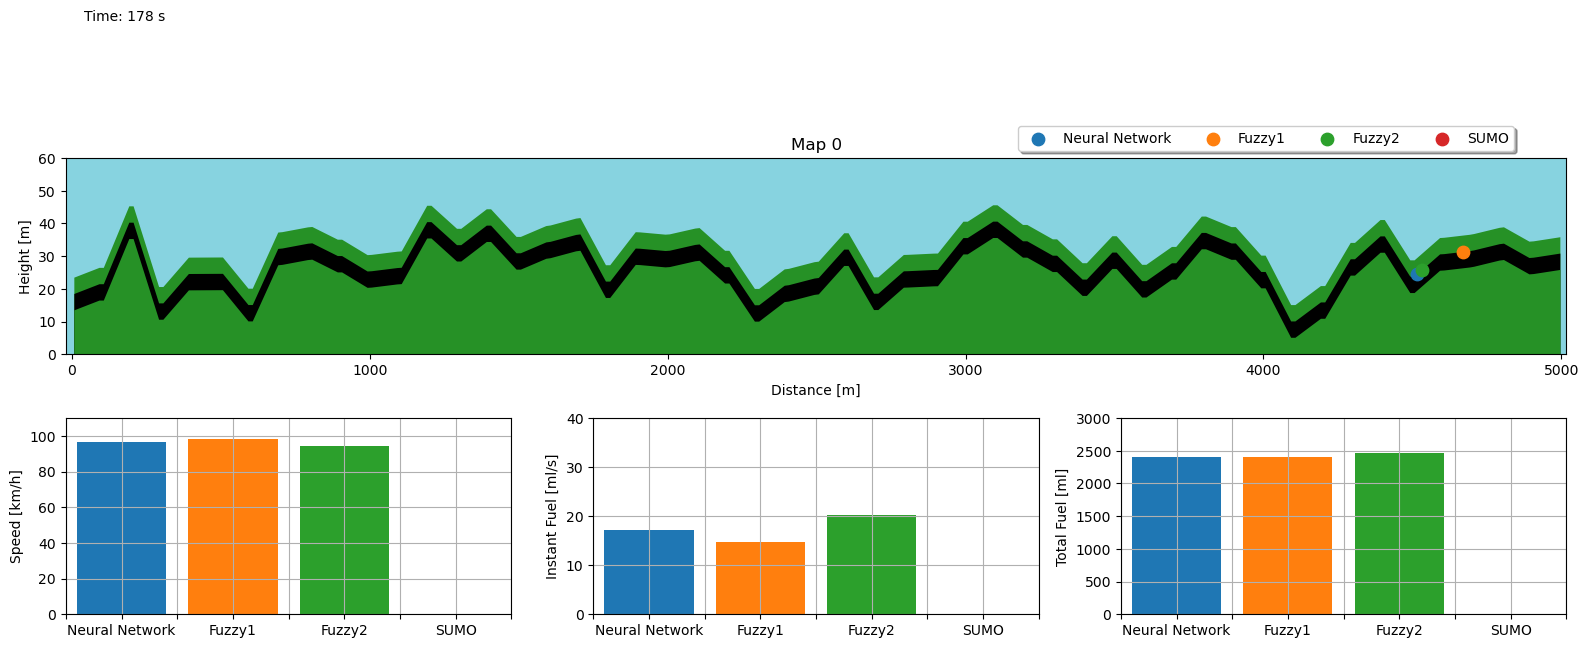 Time: 178 s
Neural Network Fuzzy1 Fuzzy2 SUMO
Map 0
60
50
40
30
20
10
0
Height [m]
0 1000 2000 3000 4000 5000
Distance [m]
100
80
60
40
20
0
Speed [km/h]
Neural Network Fuzzy1 Fuzzy2 SUMO
40
30
20
10
0
Instant Fuel [ml/s]
Neural Network Fuzzy1 Fuzzy2 SUMO
3000
2500
2000
1500
1000
500
0
Total Fuel [ml]
Neural Network Fuzzy1 Fuzzy2 SUMO